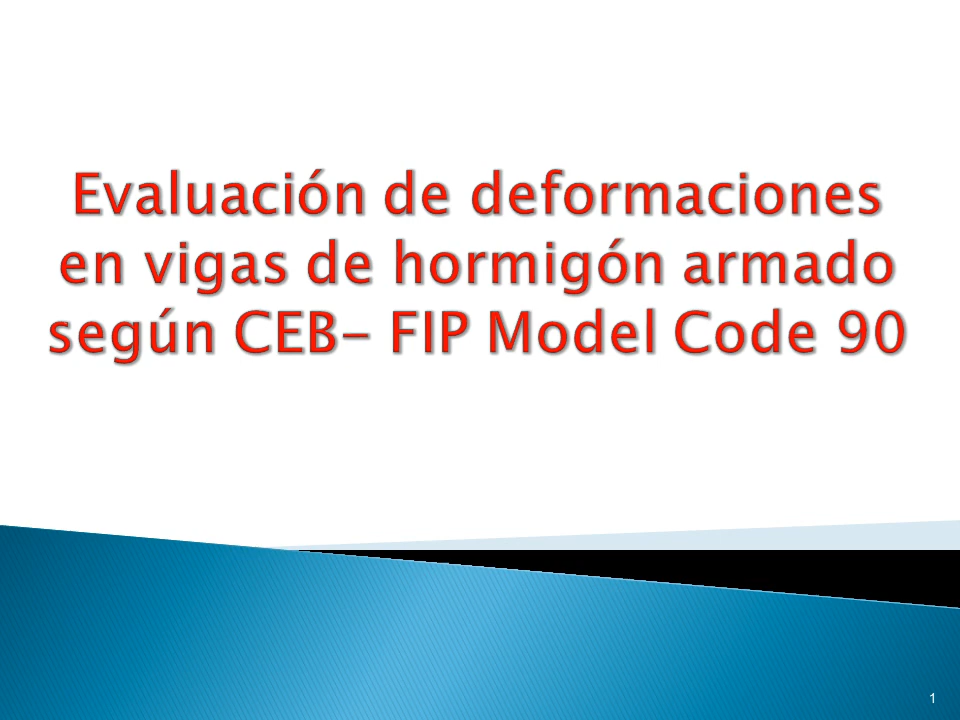 Evaluación de deformaciones
en vigas de hormigón armado
según CEB- FIP Model Code 90
1